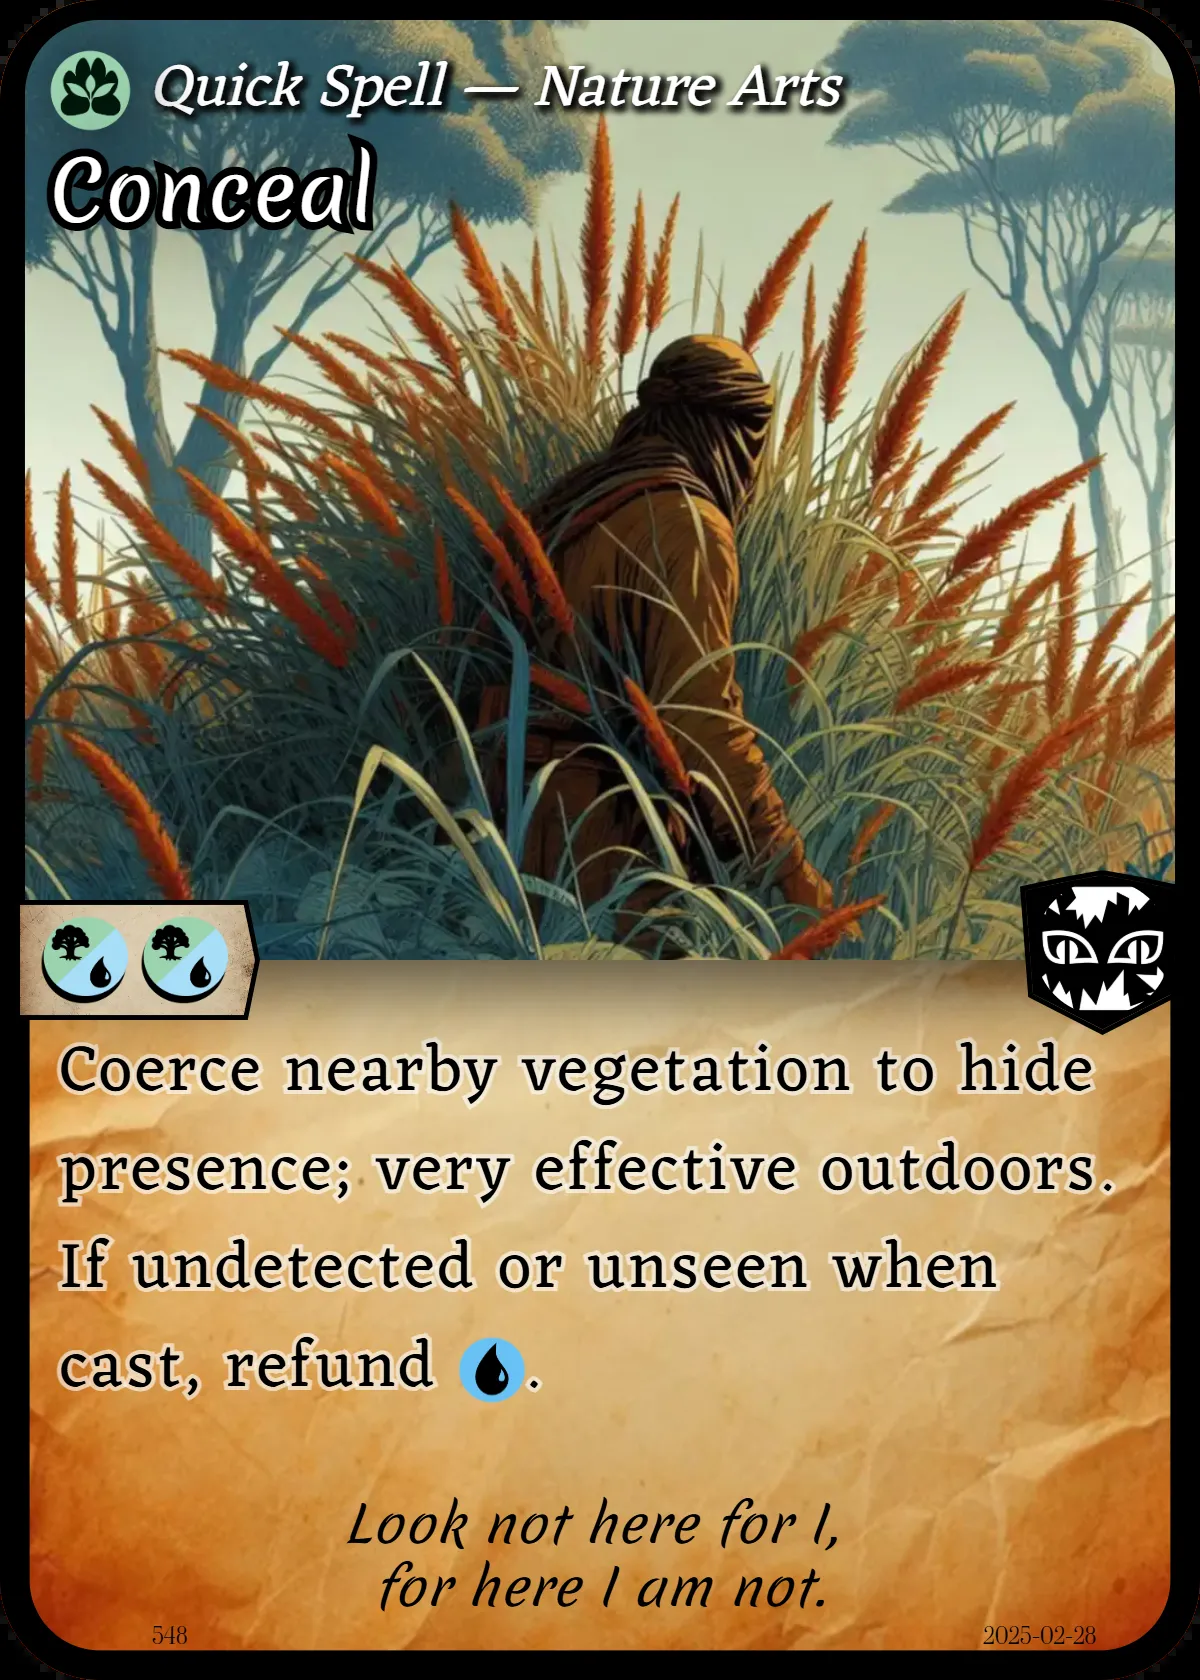 Quick Spell — Nature Arts
Conceal
Coerce nearby vegetation to hide
presence; very effective outdoors.
If undetected or unseen when
cast, refund .
Look not here for I,
for here I am not.
548
2025-02-28